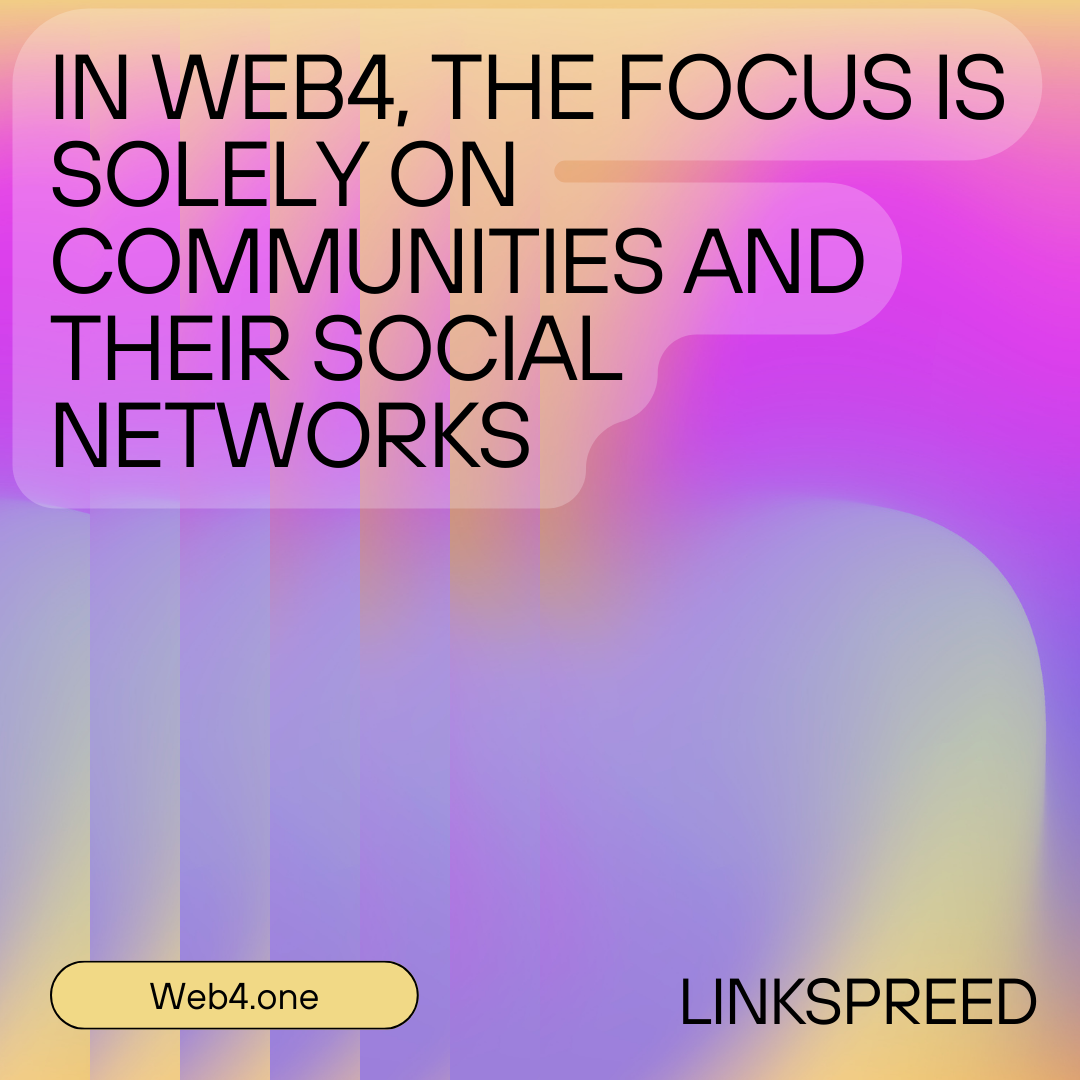 IN WEB4, THE FOCUS IS
SOLELY ON
COMMUNITIES AND
THEIR SOCIAL
NETWORKS
Web4.one
LINKSPREED